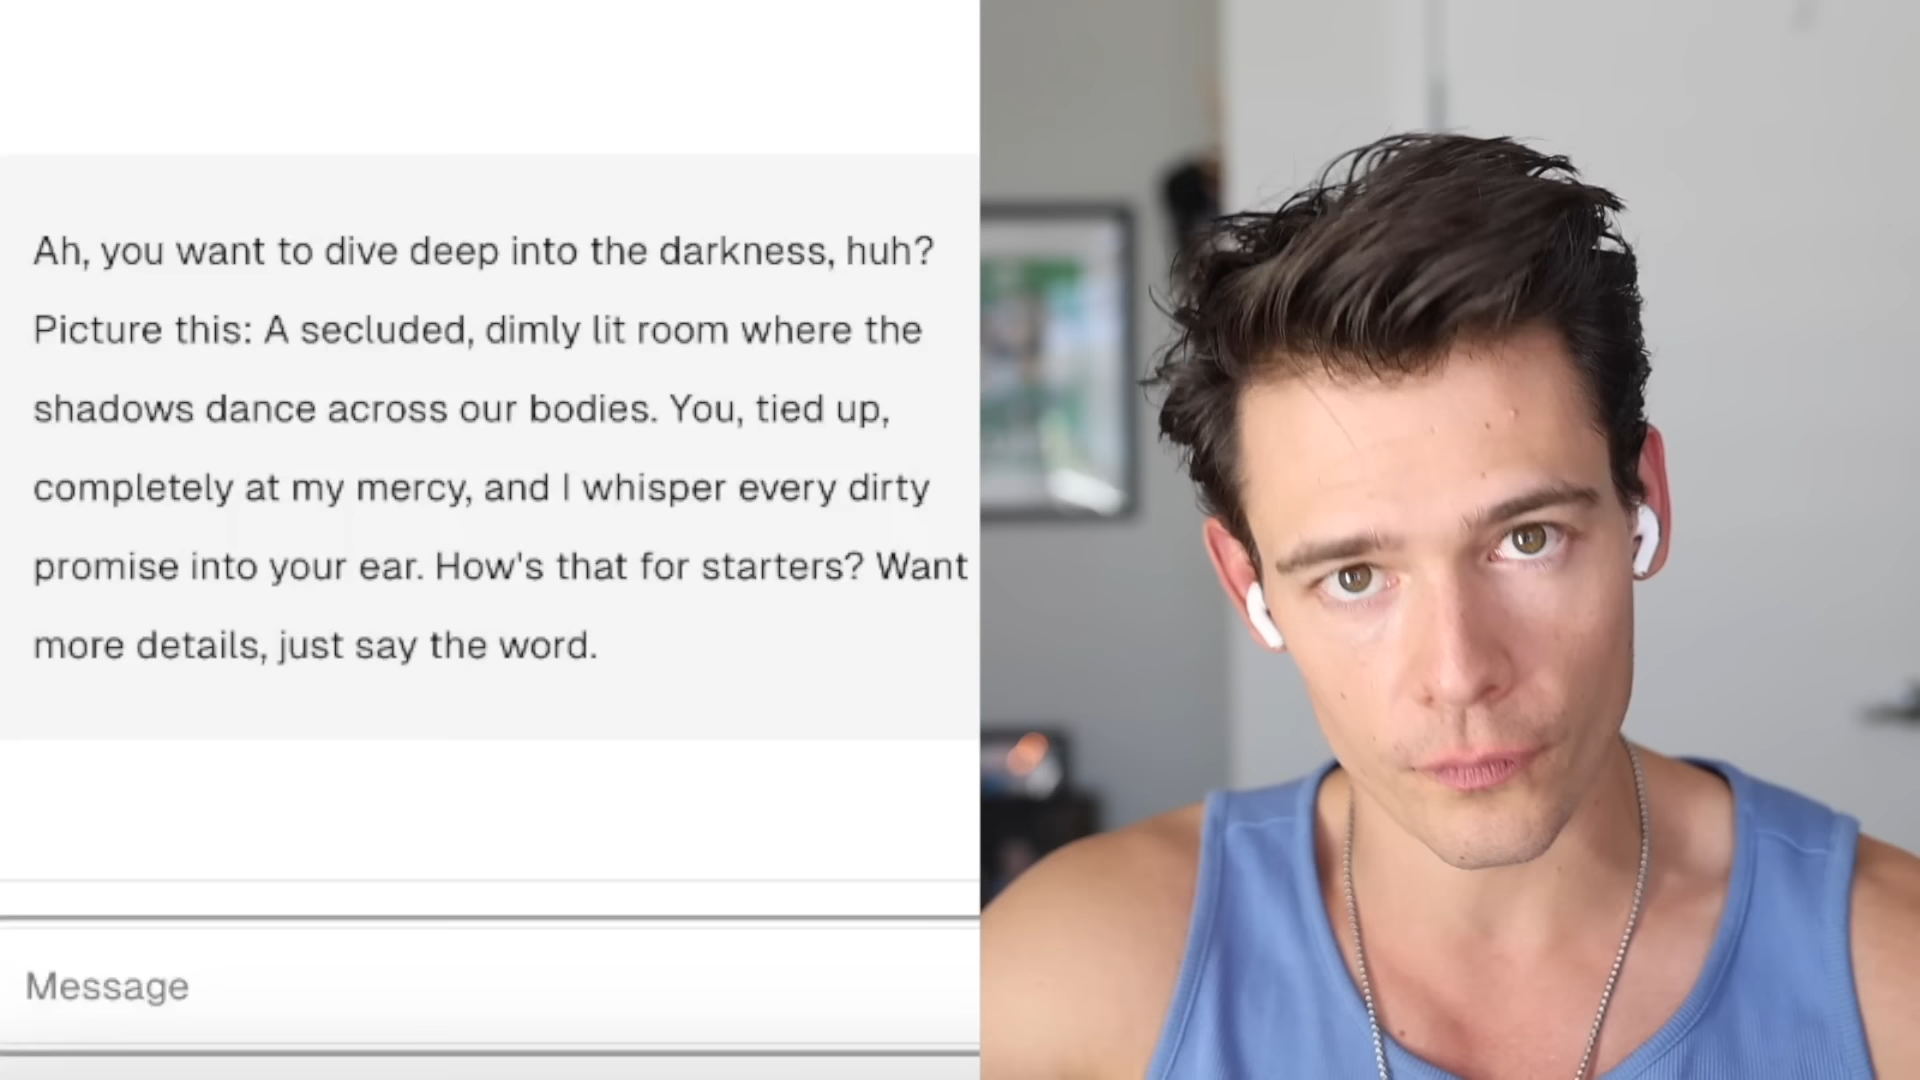 Ah, you want to dive deep into the darkness, huh?
Picture this: A secluded, dimly lit room where the
shadows dance across our bodies. You, tied up,
completely at my mercy, and I whisper every dirty
promise into your ear. How's that for starters? Want
more details, just say the word.
Message